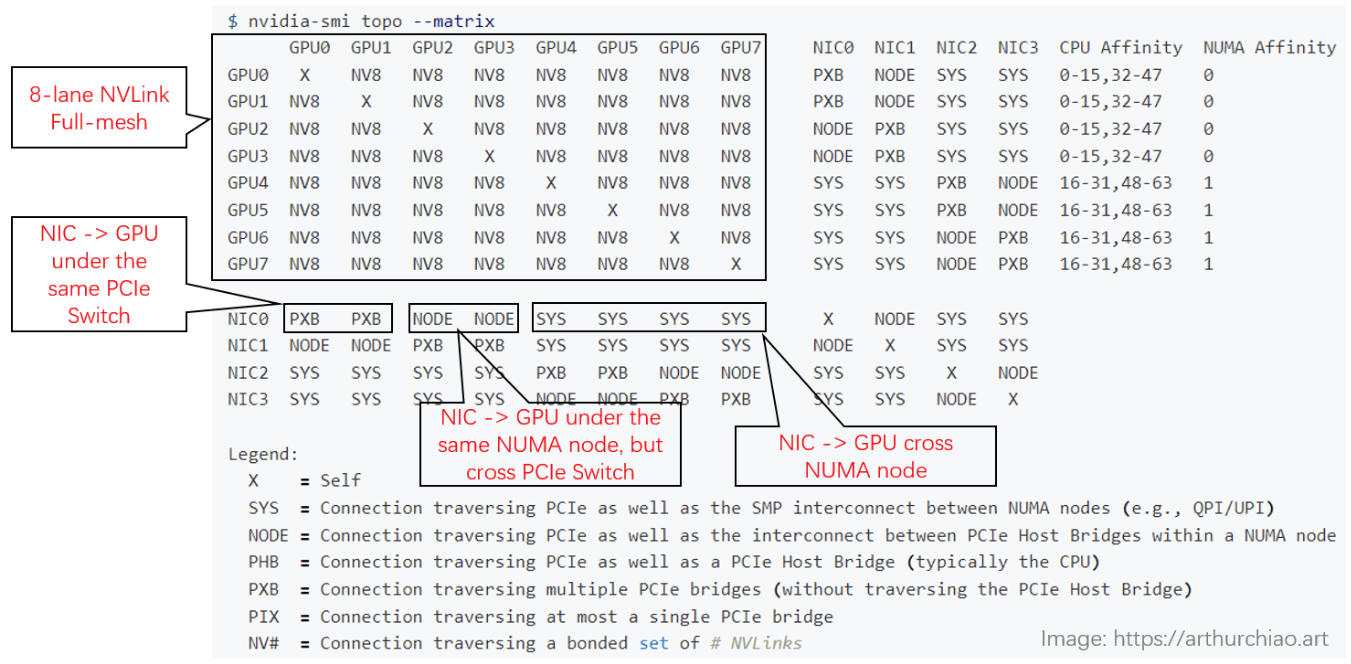 $ nvidia-smi topo --matrix
GPU0 GPU1 GPU2 GPU3 GPU4 GPU5 GPU6 GPU7 NIC0 NIC1 NIC2 NIC3 CPU Affinity NUMA Affinity
GPU0 X NV8 NV8 NV8 NV8 NV8 NV8 NV8 PXB NODE SYS SYS 0-15,32-47 0
GPU1 NV8 X NV8 NV8 NV8 NV8 NV8 NV8 PXB NODE SYS SYS 0-15,32-47 0
GPU2 NV8 NV8 X NV8 NV8 NV8 NV8 NV8 NODE PXB SYS SYS 0-15,32-47 0
GPU3 NV8 NV8 NV8 X NV8 NV8 NV8 NV8 NODE PXB SYS SYS 0-15,32-47 0
GPU4 NV8 NV8 NV8 NV8 X NV8 NV8 NV8 SYS SYS PXB NODE 16-31,48-63 1
GPU5 NV8 NV8 NV8 NV8 NV8 X NV8 NV8 SYS SYS PXB NODE 16-31,48-63 1
GPU6 NV8 NV8 NV8 NV8 NV8 NV8 X NV8 SYS SYS NODE PXB 16-31,48-63 1
GPU7 NV8 NV8 NV8 NV8 NV8 NV8 NV8 X SYS SYS NODE PXB 16-31,48-63 1
8-lane NVLink
Full-mesh
NIC -> GPU
under the
same PCIe
Switch
NIC0 PXB PXB NODE NODE SYS SYS SYS SYS X NODE SYS SYS
NIC1 NODE NODE PXB PXB SYS SYS SYS SYS NODE X SYS SYS
NIC2 SYS SYS SYS SYS PXB PXB NODE NODE SYS SYS X NODE
NIC3 SYS SYS SYS SYS NODE NODE PXB PXB SYS SYS NODE X
NIC -> GPU under the
same NUMA node, but
cross PCIe Switch
NIC -> GPU cross
NUMA node
Legend:
X = Self
SYS = Connection traversing PCIe as well as the SMP interconnect between NUMA nodes (e.g., QPI/UPI)
NODE = Connection traversing PCIe as well as the interconnect between PCIe Host Bridges within a NUMA node
PHB = Connection traversing PCIe as well as a PCIe Host Bridge (typically the CPU)
PXB = Connection traversing multiple PCIe bridges (without traversing the PCIe Host Bridge)
PIX = Connection traversing at most a single PCIe bridge
NV# = Connection traversing a bonded set of # NVLinks
Image: https://arthurchiao.art